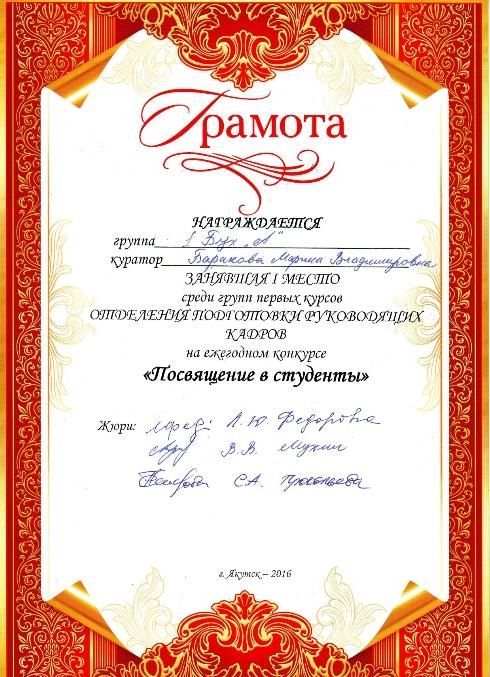 Грамота
НАГРАЖДАЕТСЯ
группа 1 Бух „А“
куратор Баракова Марина Владимировна
ЗАНЯВШАЯ I МЕСТО
среди групп первых курсов
ОТДЕЛЕНИЯ ПОДГОТОВКИ РУКОВОДЯЩИХ
КАДРОВ
на ежегодном конкурсе
«Посвящение в студенты»
Жюри: Л.Ю. Федорова
В.В. Мухин
С.А. Прокопьева
г. Якутск – 2016